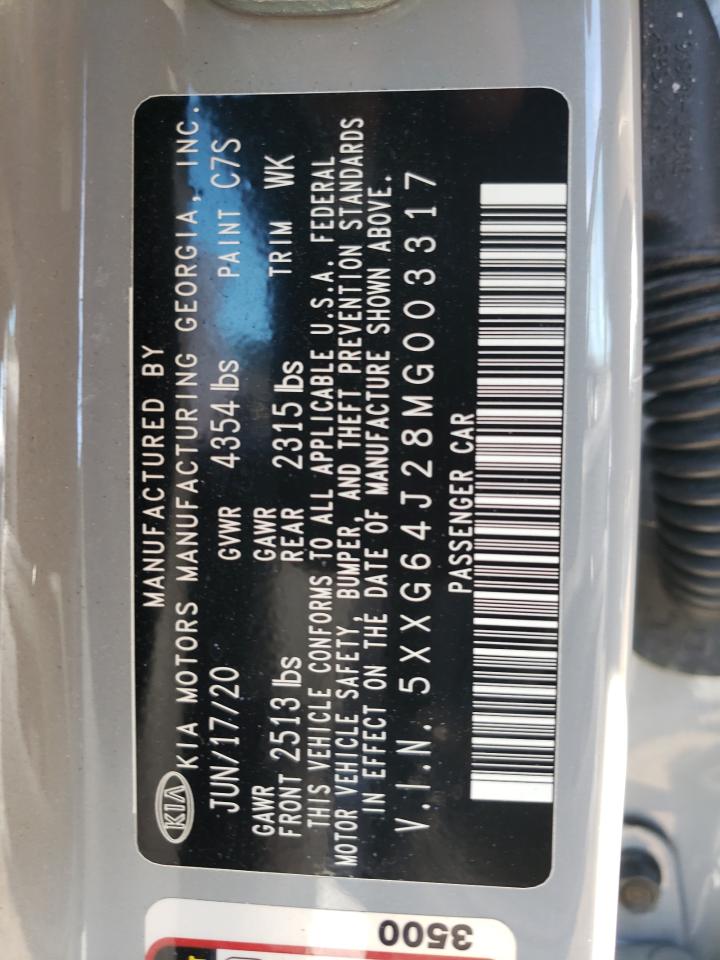 MANUFACTURED BY
KIA KIA MOTORS MANUFACTURING GEORGIA, INC.
JUN/17/20 GVWR 4354 lbs PAINT C7S
GAWR FRONT 2513 lbs GAWR REAR 2315 lbs TRIM WK
THIS VEHICLE CONFORMS TO ALL APPLICABLE U.S.A. FEDERAL
MOTOR VEHICLE SAFETY, BUMPER, AND THEFT PREVENTION STANDARDS
IN EFFECT ON THE DATE OF MANUFACTURE SHOWN ABOVE.
V.I.N. 5XXG64J28MG003317
PASSENGER CAR
3500